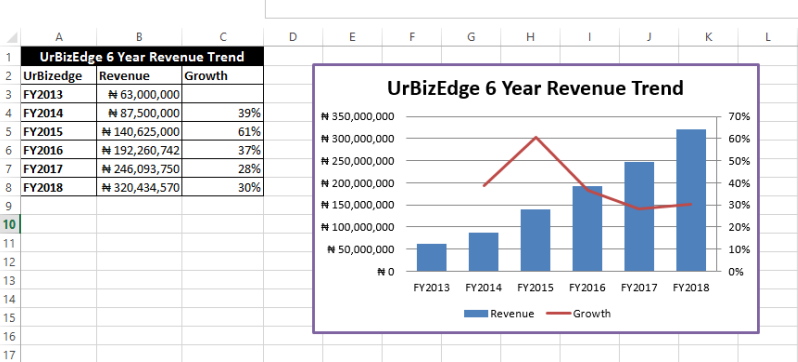 A B C D E F G H I J K L
1 UrBizEdge 6 Year Revenue Trend
2 UrBizedge Revenue Growth
3 FY2013 ₦ 63,000,000
4 FY2014 ₦ 87,500,000 39%
5 FY2015 ₦ 140,625,000 61%
6 FY2016 ₦ 192,260,742 37%
7 FY2017 ₦ 246,093,750 28%
8 FY2018 ₦ 320,434,570 30%
9
10
11
12
13
14
15
16
17
UrBizEdge 6 Year Revenue Trend
₦ 350,000,000 70%
₦ 300,000,000 60%
₦ 250,000,000 50%
₦ 200,000,000 40%
₦ 150,000,000 30%
₦ 100,000,000 20%
₦ 50,000,000 10%
₦ 0 0%
FY2013 FY2014 FY2015 FY2016 FY2017 FY2018
Revenue Growth